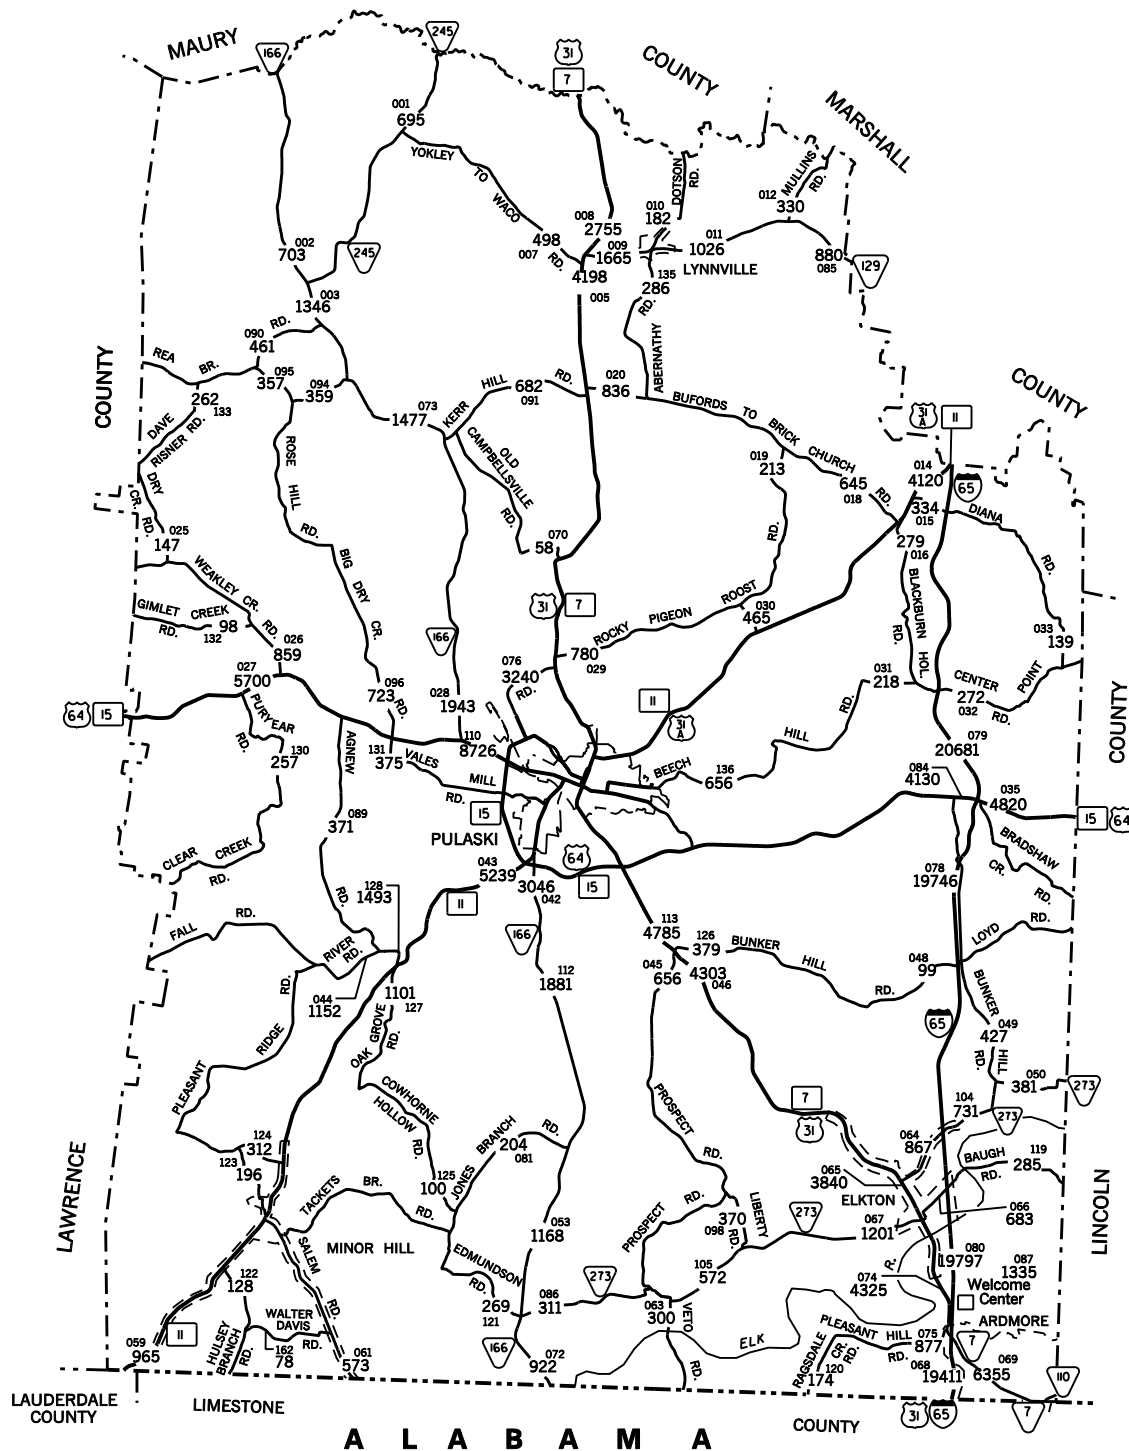 MAURY
166
245
31
7
COUNTY
MARSHALL
001
695
YOKLEY
TO
WACO
RD.
DOTSON
RD.
MULLINS
RD.
012
330
010
182
008
2755
009
1665
011
1026
498
007
4198
005
LYNNVILLE
880
085
129
002
703
245
135
286
RD.
ABERNATHY
003
1346
090
461
RD.
REA
BR.
095
357
094
359
262
133
DAVE
RISNER RD.
COUNTY
073
1477
KERR
HILL
682
091
RD.
020
836
BUFORDS
TO
BRICK
CHURCH
RD.
COUNTY
31
A
11
OLD
CAMPBELLSVILLE
RD.
ROSE
HILL
RD.
DRY
CR.
RD.
019
213
645
018
014
4120
65
334
015
DIANA
RD.
025
147
070
58
279
016
WEAKLEY CR.
RD.
BIG
DRY
CR.
RD.
RD.
BLACKBURN
HOL.
RD.
GIMLET
CREEK
RD.
98
132
31
7
ROCKY
PIGEON
ROOST
030
465
026
859
166
033
139
027
5700
076
3240
RD.
780
029
031
218
CENTER
POINT
RD.
272
032
64
15
PURYEAR
RD.
096
723
028
1943
11
31
A
RD.
COUNTY
130
257
AGNEW
131
375
110
8726
VALES
MILL
RD.
BEECH
136
656
HILL
079
20681
084
4130
035
4820
15
64
089
371
15
PULASKI
64
15
BRADSHAW
CR.
RD.
CLEAR
CREEK
RD.
043
5239
3046
042
078
19746
RD.
128
1493
11
FALL
RD.
RIVER
RD.
166
113
4785
126
379
BUNKER
HILL
RD.
LOYD
RD.
048
99
044
1152
1101
127
112
1881
045
656
4303
046
BUNKER
HILL
RD.
65
049
427
RD.
RIDGE
PLEASANT
OAK GROVE
RD.
COWHORNE
HOLLOW
RD.
PROSPECT
RD.
7
31
050
381
273
104
731
273
124
312
123
196
JONES
BRANCH
RD.
204
081
064
867
BAUGH
RD.
119
285
LAWRENCE
125
100
065
3840
ELKTON
LINCOLN
TACKETS
BR.
RD.
PROSPECT
RD.
370
098
LIBERTY
RD.
273
067
1201
066
683
SALEM
RD.
MINOR HILL
053
1168
EDMUNDSON
RD.
105
572
R.
074
4325
080
19797
087
1335
Welcome
Center
122
128
269
121
086
311
273
063
300
VETO
RD.
ELK
ARDMORE
HULSEY
BRANCH
RD.
WALTER
DAVIS
RD.
162
78
059
965
11
061
573
166
072
922
RAGSDALE
CR.
RD.
120
174
PLEASANT
HILL
RD.
075
877
7
068
19411
069
6355
110
LAUDERDALE
COUNTY
LIMESTONE
COUNTY
31
65
7
ALABAMA